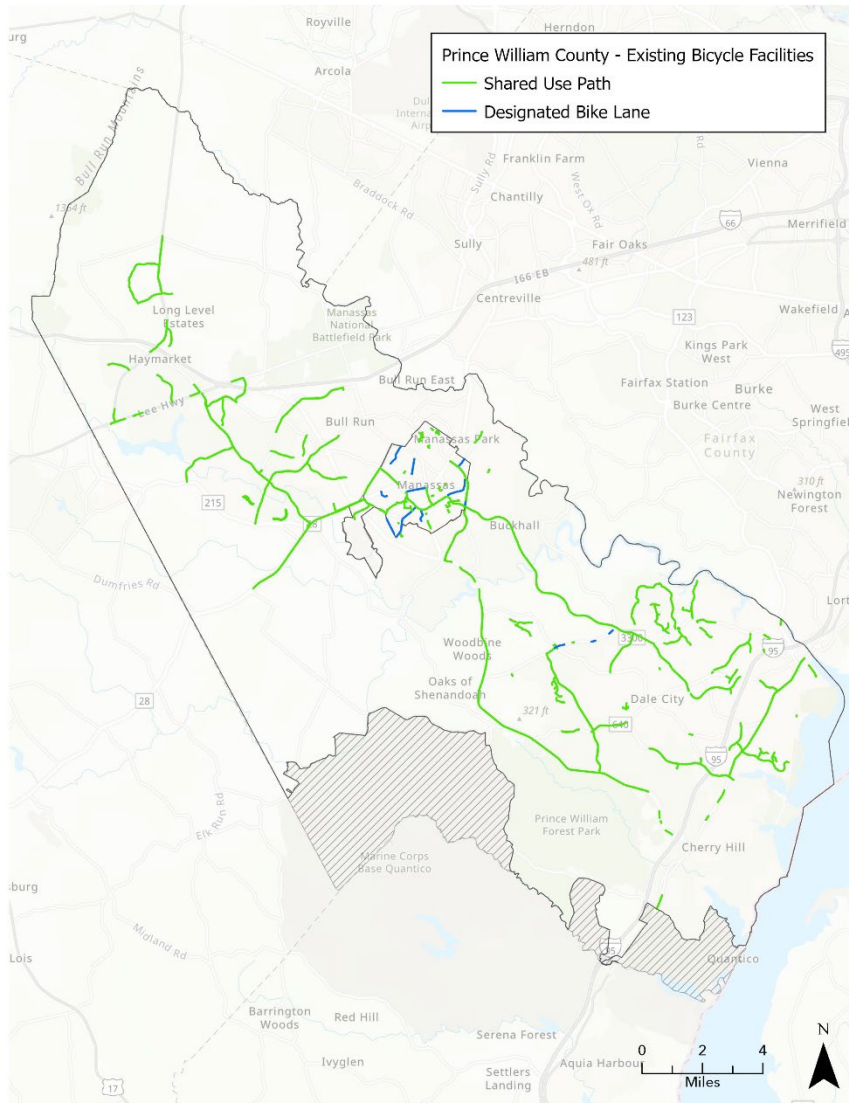 Prince William County - Existing Bicycle Facilities
Shared Use Path
Designated Bike Lane
Royville
Herndon
Arcola
Bull Run Mountains
Franklin Farm
Vienna
Sully Rd
West Ox Rd
Chantilly
Braddock Rd
1364 ft
66
Merrifield
Sully
Fair Oaks
I66 EB
481 ft
Centreville
123
Wakefield
Long Level
Estates
Manassas
National
Battlefield Park
Kings Park
West
495
Haymarket
Bull Run East
Fairfax Station
Burke
Burke Centre
Lee Hwy
West
Springfield
Bull Run
Manassas Park
Fairfax
County
310 ft
Manassas
Newington
Forest
215
28
Buckhall
Dumfries Rd
Lort
Woodbine
Woods
3300
95
Oaks of
Shenandoah
Dale City
28
321 ft
640
95
Elk Run Rd
Prince William
Forest Park
Cherry Hill
Marine Corps
Base Quantico
sburg
Midland Rd
95
Quantico
Lois
Barrington
Woods
Red Hill
Serena Forest
Ivyglen
Aquia Harbour
Settlers
Landing
17
N
0 2 4
Miles